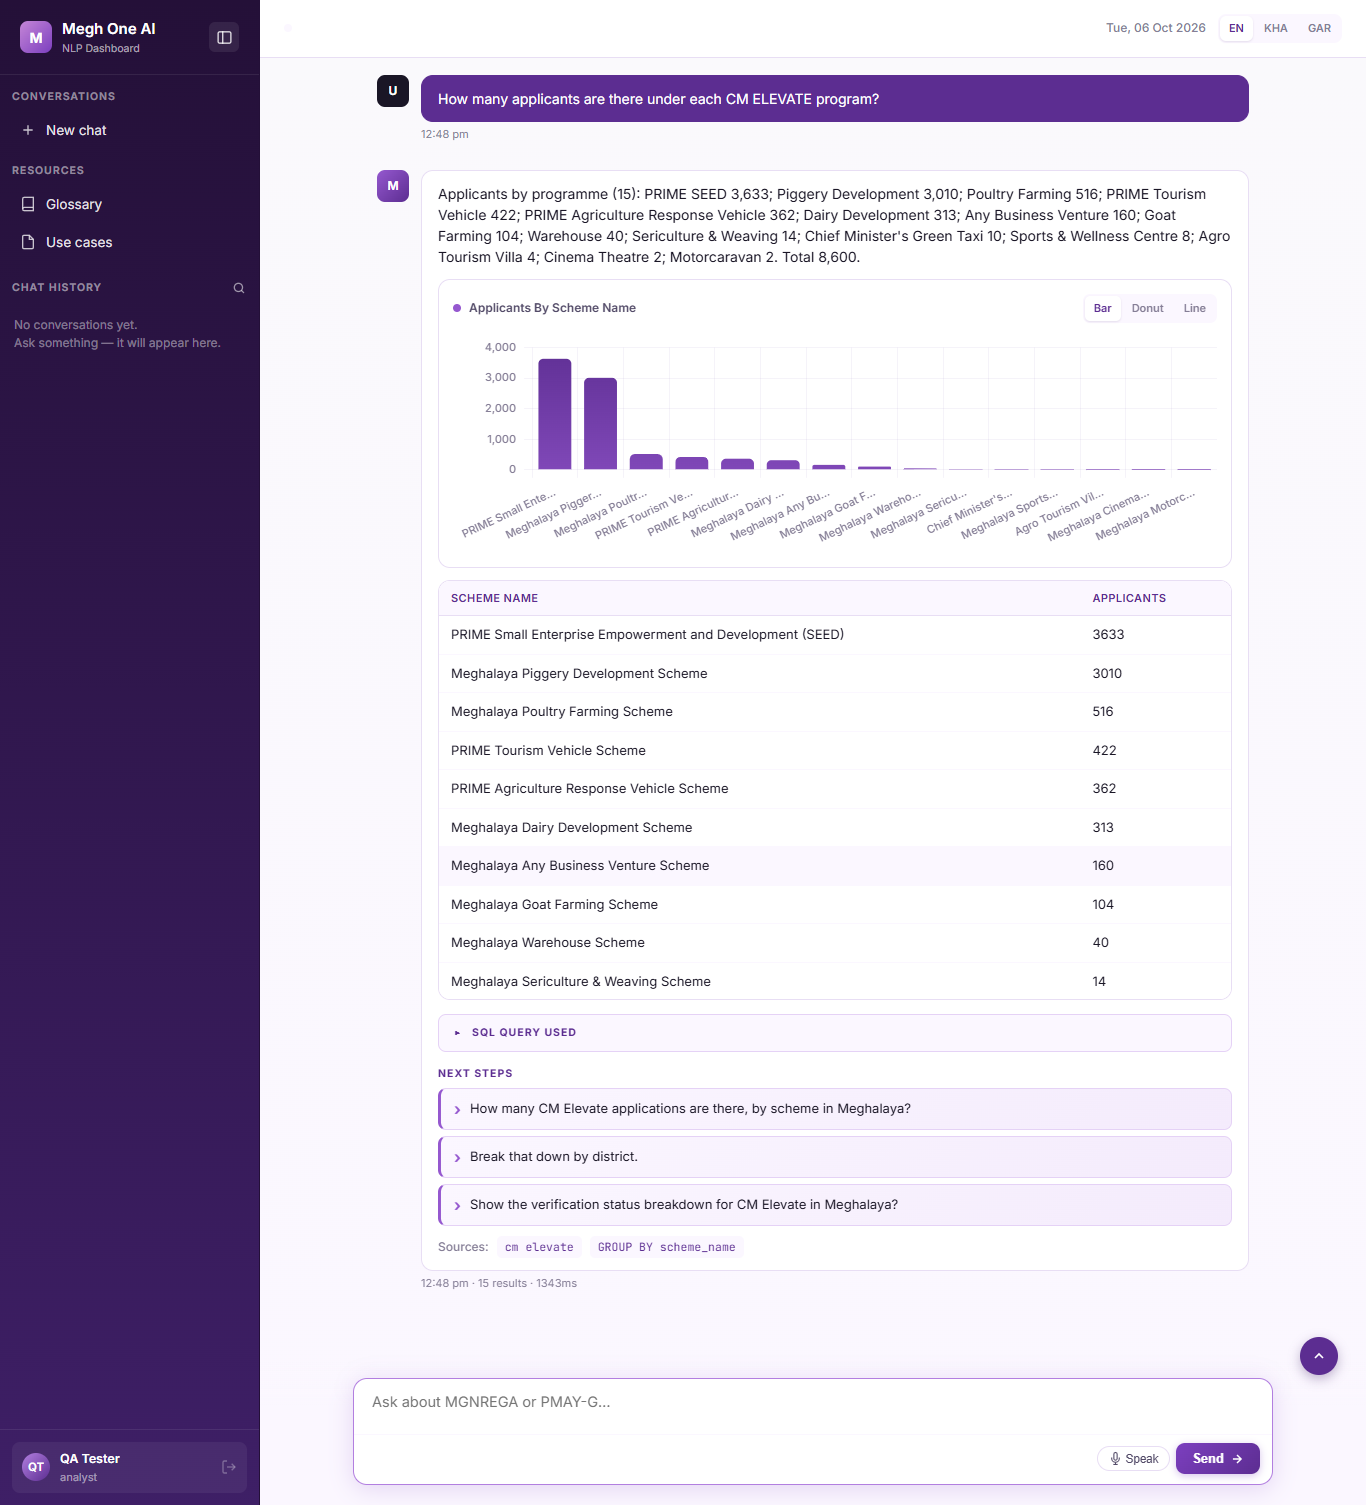 M
Megh One AI
NLP Dashboard
CONVERSATIONS
+ New chat
RESOURCES
Glossary
Use cases
CHAT HISTORY
No conversations yet.
Ask something — it will appear here.
QT
QA Tester
analyst
Tue, 06 Oct 2026
EN KHA GAR
U
How many applicants are there under each CM ELEVATE program?
12:48 pm
M
Applicants by programme (15): PRIME SEED 3,633; Piggery Development 3,010; Poultry Farming 516; PRIME Tourism
Vehicle 422; PRIME Agriculture Response Vehicle 362; Dairy Development 313; Any Business Venture 160; Goat
Farming 104; Warehouse 40; Sericulture & Weaving 14; Chief Minister's Green Taxi 10; Sports & Wellness Centre 8; Agro
Tourism Villa 4; Cinema Theatre 2; Motorcaravan 2. Total 8,600.
Applicants By Scheme Name
Bar Donut Line
4,000
3,000
2,000
1,000
0
PRIME Small Ente...
Meghalaya Pigger...
Meghalaya Poultr...
PRIME Tourism Ve...
PRIME Agricultur...
Meghalaya Dairy ...
Meghalaya Any Bu...
Meghalaya Goat F...
Meghalaya Wareho...
Meghalaya Sericu...
Chief Minister's...
Meghalaya Sports...
Agro Tourism Vil...
Meghalaya Cinema...
Meghalaya Motorc...
SCHEME NAME APPLICANTS
PRIME Small Enterprise Empowerment and Development (SEED) 3633
Meghalaya Piggery Development Scheme 3010
Meghalaya Poultry Farming Scheme 516
PRIME Tourism Vehicle Scheme 422
PRIME Agriculture Response Vehicle Scheme 362
Meghalaya Dairy Development Scheme 313
Meghalaya Any Business Venture Scheme 160
Meghalaya Goat Farming Scheme 104
Meghalaya Warehouse Scheme 40
Meghalaya Sericulture & Weaving Scheme 14
SQL QUERY USED
NEXT STEPS
How many CM Elevate applications are there, by scheme in Meghalaya?
Break that down by district.
Show the verification status breakdown for CM Elevate in Meghalaya?
Sources: cm elevate GROUP BY scheme_name
12:48 pm · 15 results · 1343ms
Ask about MGNREGA or PMAY-G...
Speak
Send →